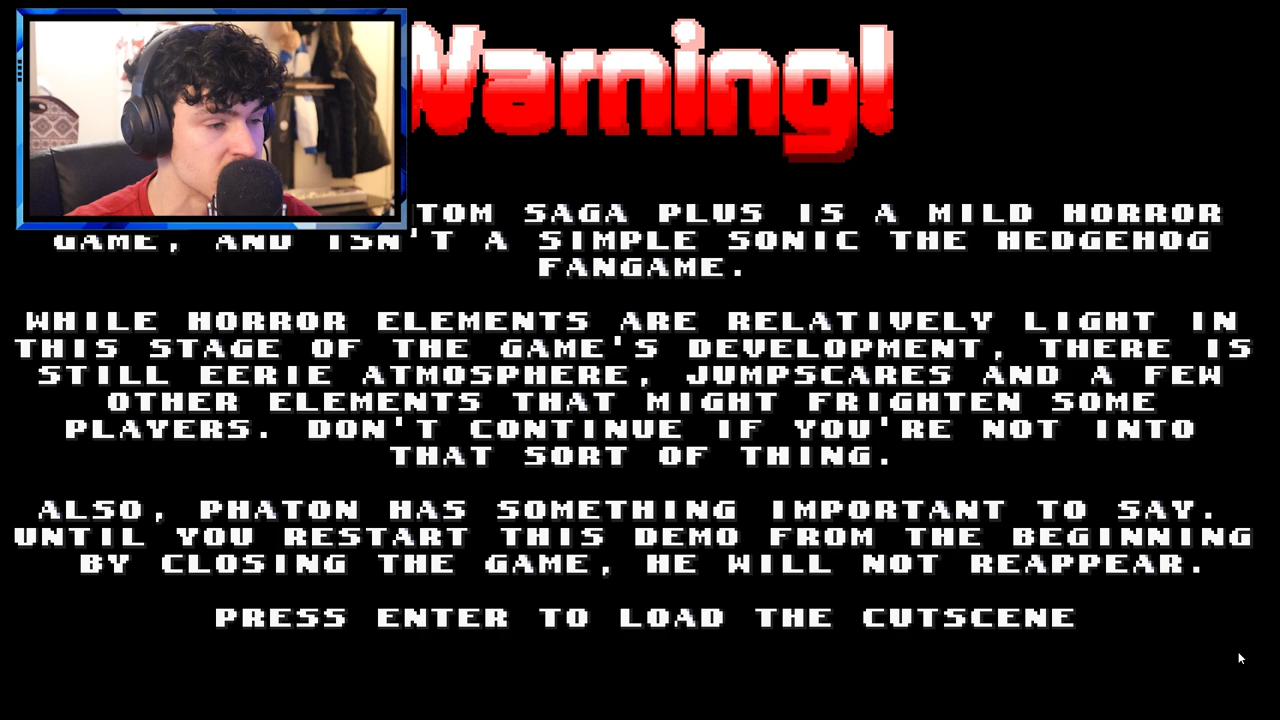 Warning!
TOM SAGA PLUS IS A MILD HORROR
GAME, AND ISN'T A SIMPLE SONIC THE HEDGEHOG
FANGAME.
WHILE HORROR ELEMENTS ARE RELATIVELY LIGHT IN
THIS STAGE OF THE GAME'S DEVELOPMENT, THERE IS
STILL EERIE ATMOSPHERE, JUMPSCARES AND A FEW
OTHER ELEMENTS THAT MIGHT FRIGHTEN SOME
PLAYERS. DON'T CONTINUE IF YOU'RE NOT INTO
THAT SORT OF THING.
ALSO, PHATON HAS SOMETHING IMPORTANT TO SAY.
UNTIL YOU RESTART THIS DEMO FROM THE BEGINNING
BY CLOSING THE GAME, HE WILL NOT REAPPEAR.
PRESS ENTER TO LOAD THE CUTSCENE